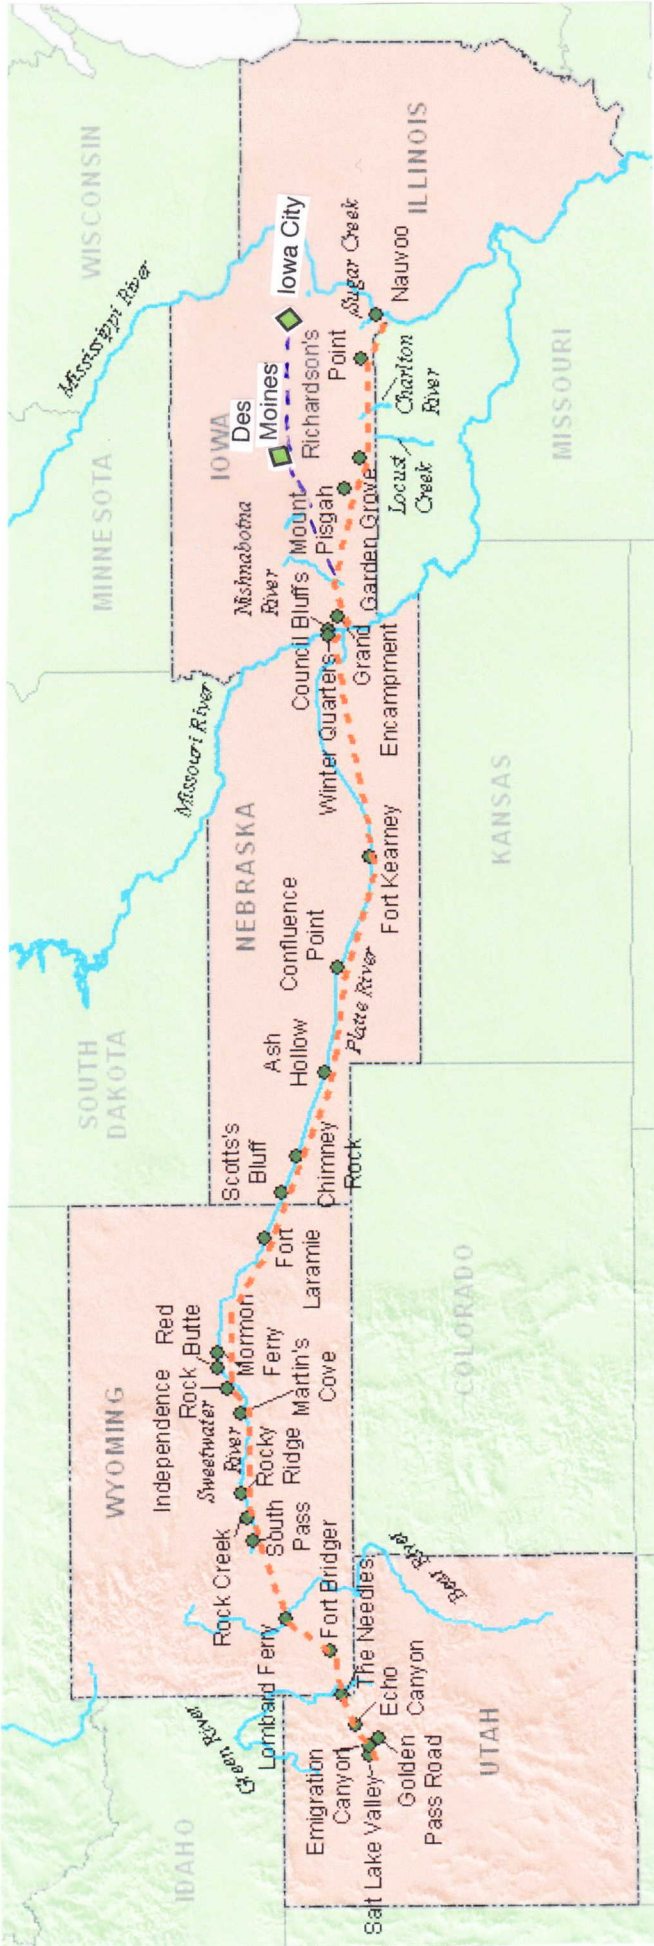 WISCONSIN
Mississippi River
MINNESOTA
IOWA
Des
Moines
Iowa City
ILLINOIS
Sugar Creek
Nauvoo
Richardson's
Point
Charlton
River
Locust
Creek
MISSOURI
Mount
Pisgah
Garden Grove
Nishnabotna
River
Council Bluffs
Winter Quarters
Grand
Encampment
Missouri River
NEBRASKA
KANSAS
Fort Kearney
Confluence
Point
Platte River
SOUTH
DAKOTA
Ash
Hollow
Chimney
Rock
Scotts's
Bluff
Fort
Laramie
COLORADO
WYOMING
Red
Butte
Mormon
Ferry
Independence
Rock
Martin's
Cove
Sweetwater
River
Rocky
Ridge
Rock Creek
South
Pass
Lombard Ferry
Fort Bridger
Bear River
The Needles
Green River
Echo
Canyon
Emigration
Canyon
Golden
Pass Road
Salt Lake Valley
IDAHO
UTAH